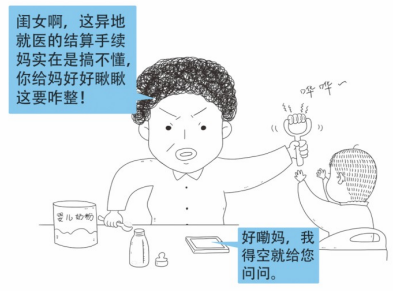 闺女啊，这异地
就医的结算手续
妈实在是搞不懂，
你给妈好好瞅瞅
这要咋整！
哗哗～
婴儿奶粉
好嘞妈，我
得空就给您
问问。